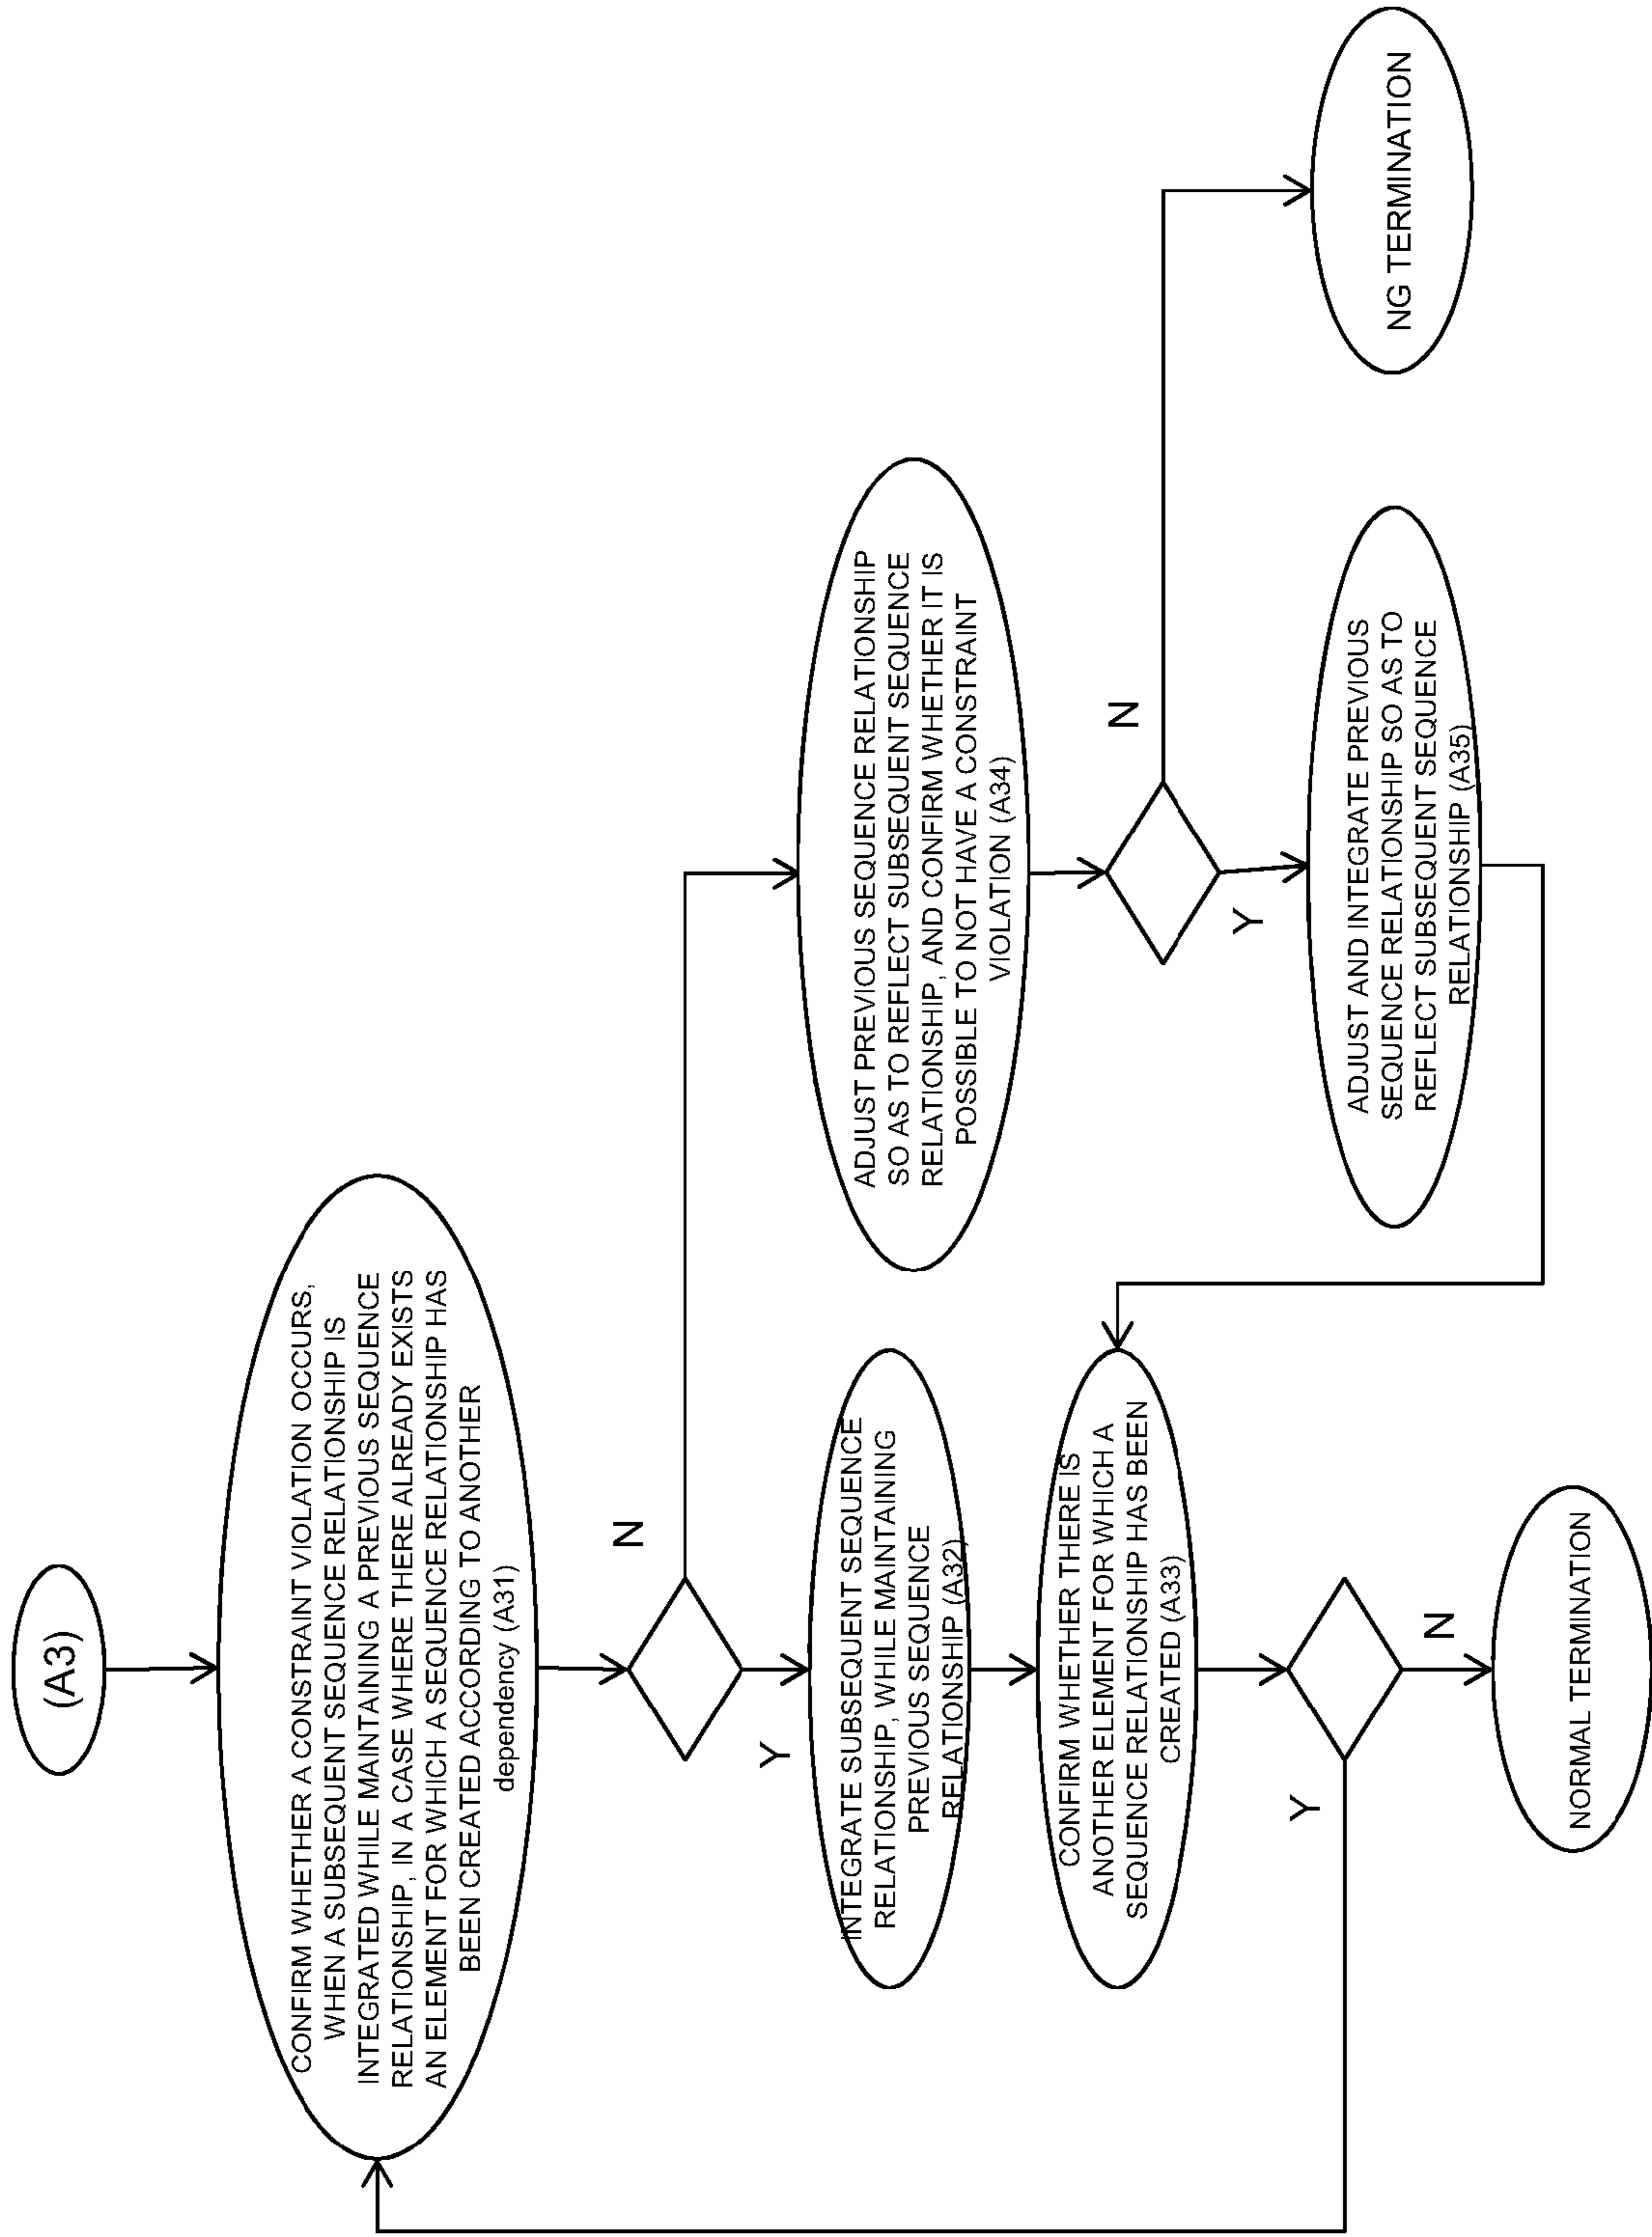 (A3)
CONFIRM WHETHER A CONSTRAINT VIOLATION OCCURS,
WHEN A SUBSEQUENT SEQUENCE RELATIONSHIP IS
INTEGRATED WHILE MAINTAINING A PREVIOUS SEQUENCE
RELATIONSHIP, IN A CASE WHERE THERE ALREADY EXISTS
AN ELEMENT FOR WHICH A SEQUENCE RELATIONSHIP HAS
BEEN CREATED ACCORDING TO ANOTHER
dependency (A31)
N
Y
INTEGRATE SUBSEQUENT SEQUENCE
RELATIONSHIP, WHILE MAINTAINING
PREVIOUS SEQUENCE
RELATIONSHIP (A32)
CONFIRM WHETHER THERE IS
ANOTHER ELEMENT FOR WHICH A
SEQUENCE RELATIONSHIP HAS BEEN
CREATED (A33)
Y
N
NORMAL TERMINATION
ADJUST PREVIOUS SEQUENCE RELATIONSHIP
SO AS TO REFLECT SUBSEQUENT SEQUENCE
RELATIONSHIP, AND CONFIRM WHETHER IT IS
POSSIBLE TO NOT HAVE A CONSTRAINT
VIOLATION (A34)
N
Y
ADJUST AND INTEGRATE PREVIOUS
SEQUENCE RELATIONSHIP SO AS TO
REFLECT SUBSEQUENT SEQUENCE
RELATIONSHIP (A35)
NG TERMINATION